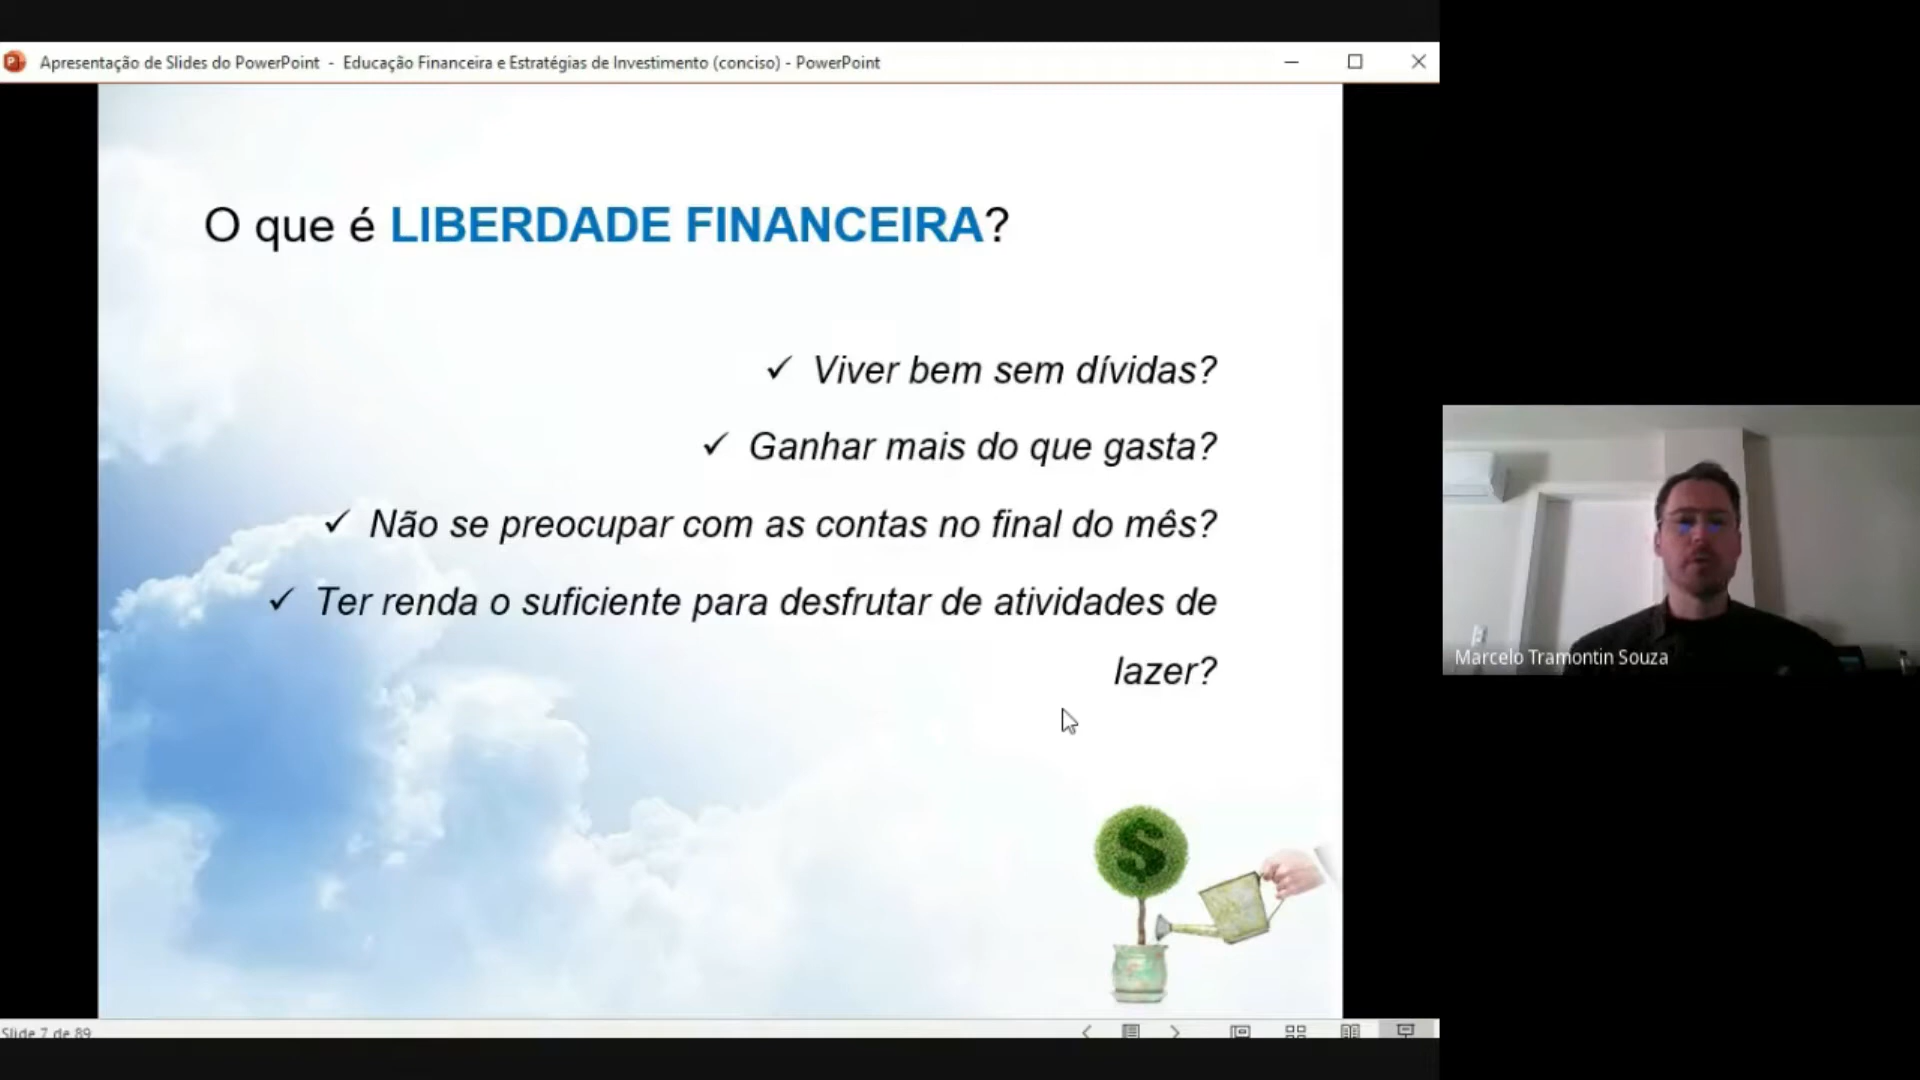 Apresentação de Slides do PowerPoint - Educação Financeira e Estratégias de Investimento (conciso) - PowerPoint
O que é LIBERDADE FINANCEIRA?
✓ Viver bem sem dívidas?
✓ Ganhar mais do que gasta?
✓ Não se preocupar com as contas no final do mês?
✓ Ter renda o suficiente para desfrutar de atividades de
lazer?
$
Marcelo Tramontin Souza
Slide 7 de 89